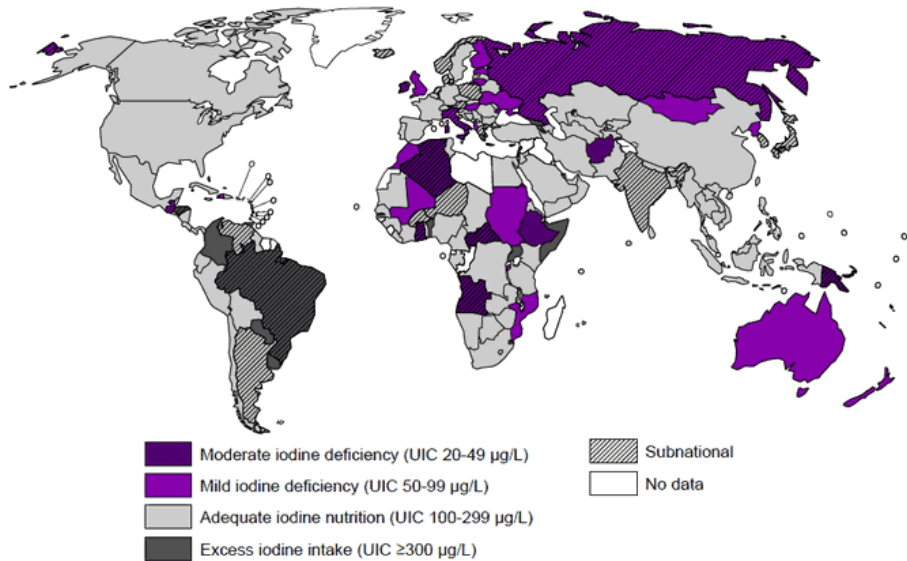 Moderate iodine deficiency (UIC 20-49 µg/L)
Mild iodine deficiency (UIC 50-99 µg/L)
Adequate iodine nutrition (UIC 100-299 µg/L)
Excess iodine intake (UIC ≥300 µg/L)
Subnational
No data